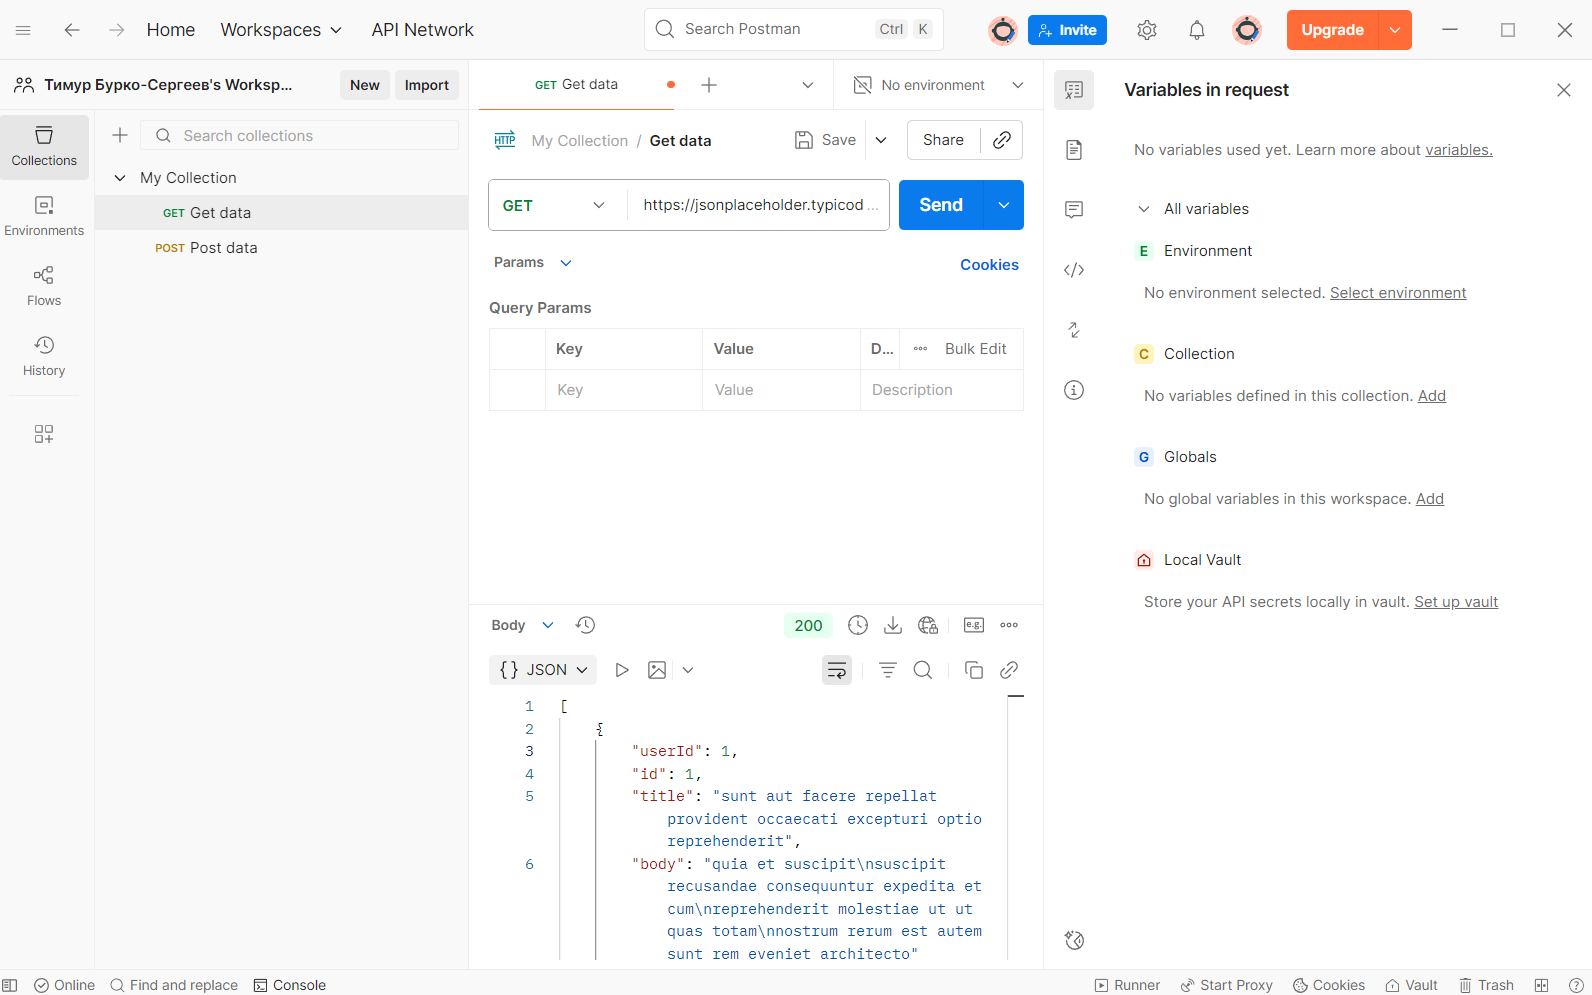 Home
Workspaces
API Network
Search Postman
Ctrl K
Invite
Upgrade
Тимур Бурко-Сергеев's Worksp...
New
Import
GET Get data
No environment
Variables in request
Collections
Search collections
My Collection
GET Get data
POST Post data
Environments
Flows
History
HTTP
My Collection / Get data
Save
Share
GET
https://jsonplaceholder.typicod ...
Send
Params
Cookies
Query Params
Key Value D... Bulk Edit
Key Value Description
No variables used yet. Learn more about variables.
All variables
E Environment
No environment selected. Select environment
C Collection
No variables defined in this collection. Add
G Globals
No global variables in this workspace. Add
Local Vault
Store your API secrets locally in vault. Set up vault
Body
200
e.g.
{} JSON
1 [
2 {
3 "userId": 1,
4 "id": 1,
5 "title": "sunt aut facere repellat
provident occaecati excepturi optio
reprehenderit",
6 "body": "quia et suscipit\nsuscipit
recusandae consequuntur expedita et
cum\nreprehenderit molestiae ut ut
quas totam\nnostrum rerum est autem
sunt rem eveniet architecto"
Online
Find and replace
Console
Runner
Start Proxy
Cookies
Vault
Trash